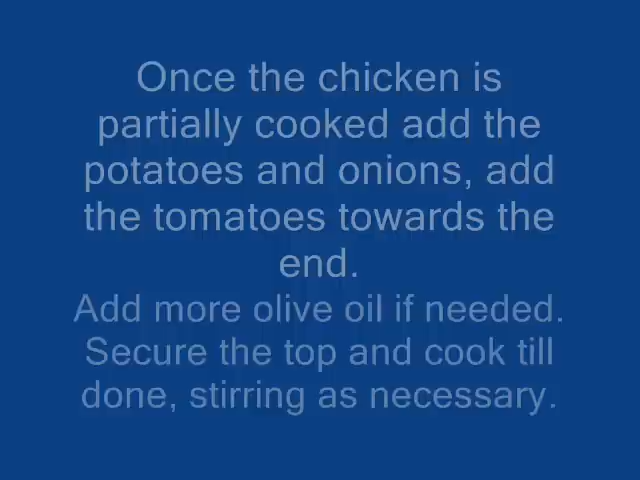 Once the chicken is
partially cooked add the
potatoes and onions, add
the tomatoes towards the
end.
Add more olive oil if needed.
Secure the top and cook till
done, stirring as necessary.